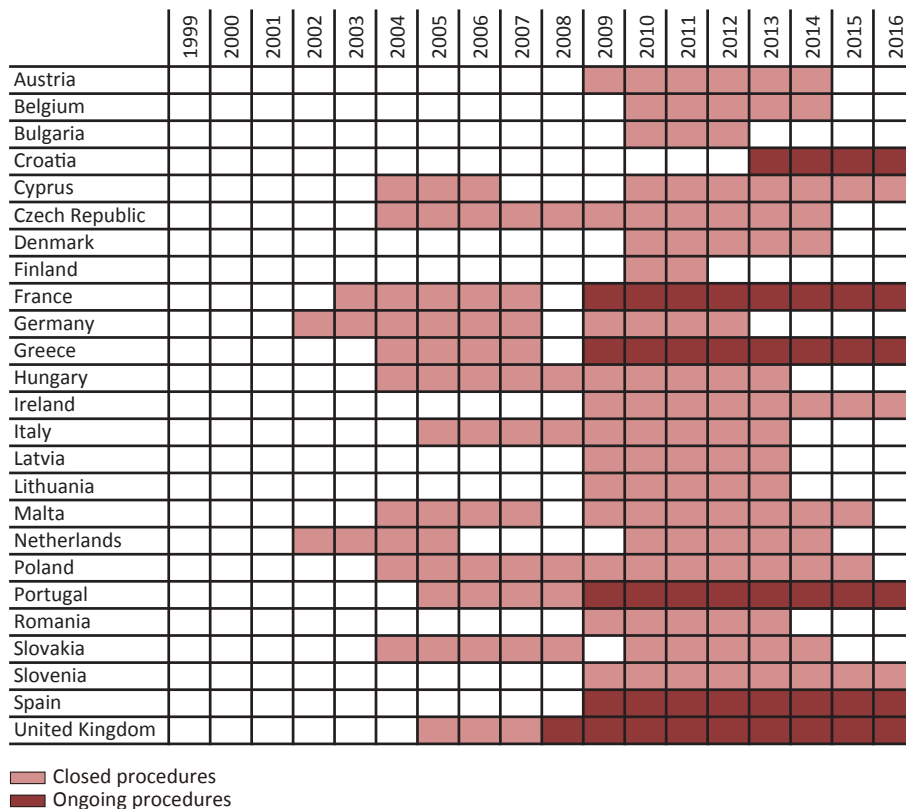 1999 2000 2001 2002 2003 2004 2005 2006 2007 2008 2009 2010 2011 2012 2013 2014 2015 2016
Austria
Belgium
Bulgaria
Croatia
Cyprus
Czech Republic
Denmark
Finland
France
Germany
Greece
Hungary
Ireland
Italy
Latvia
Lithuania
Malta
Netherlands
Poland
Portugal
Romania
Slovakia
Slovenia
Spain
United Kingdom
Closed procedures
Ongoing procedures